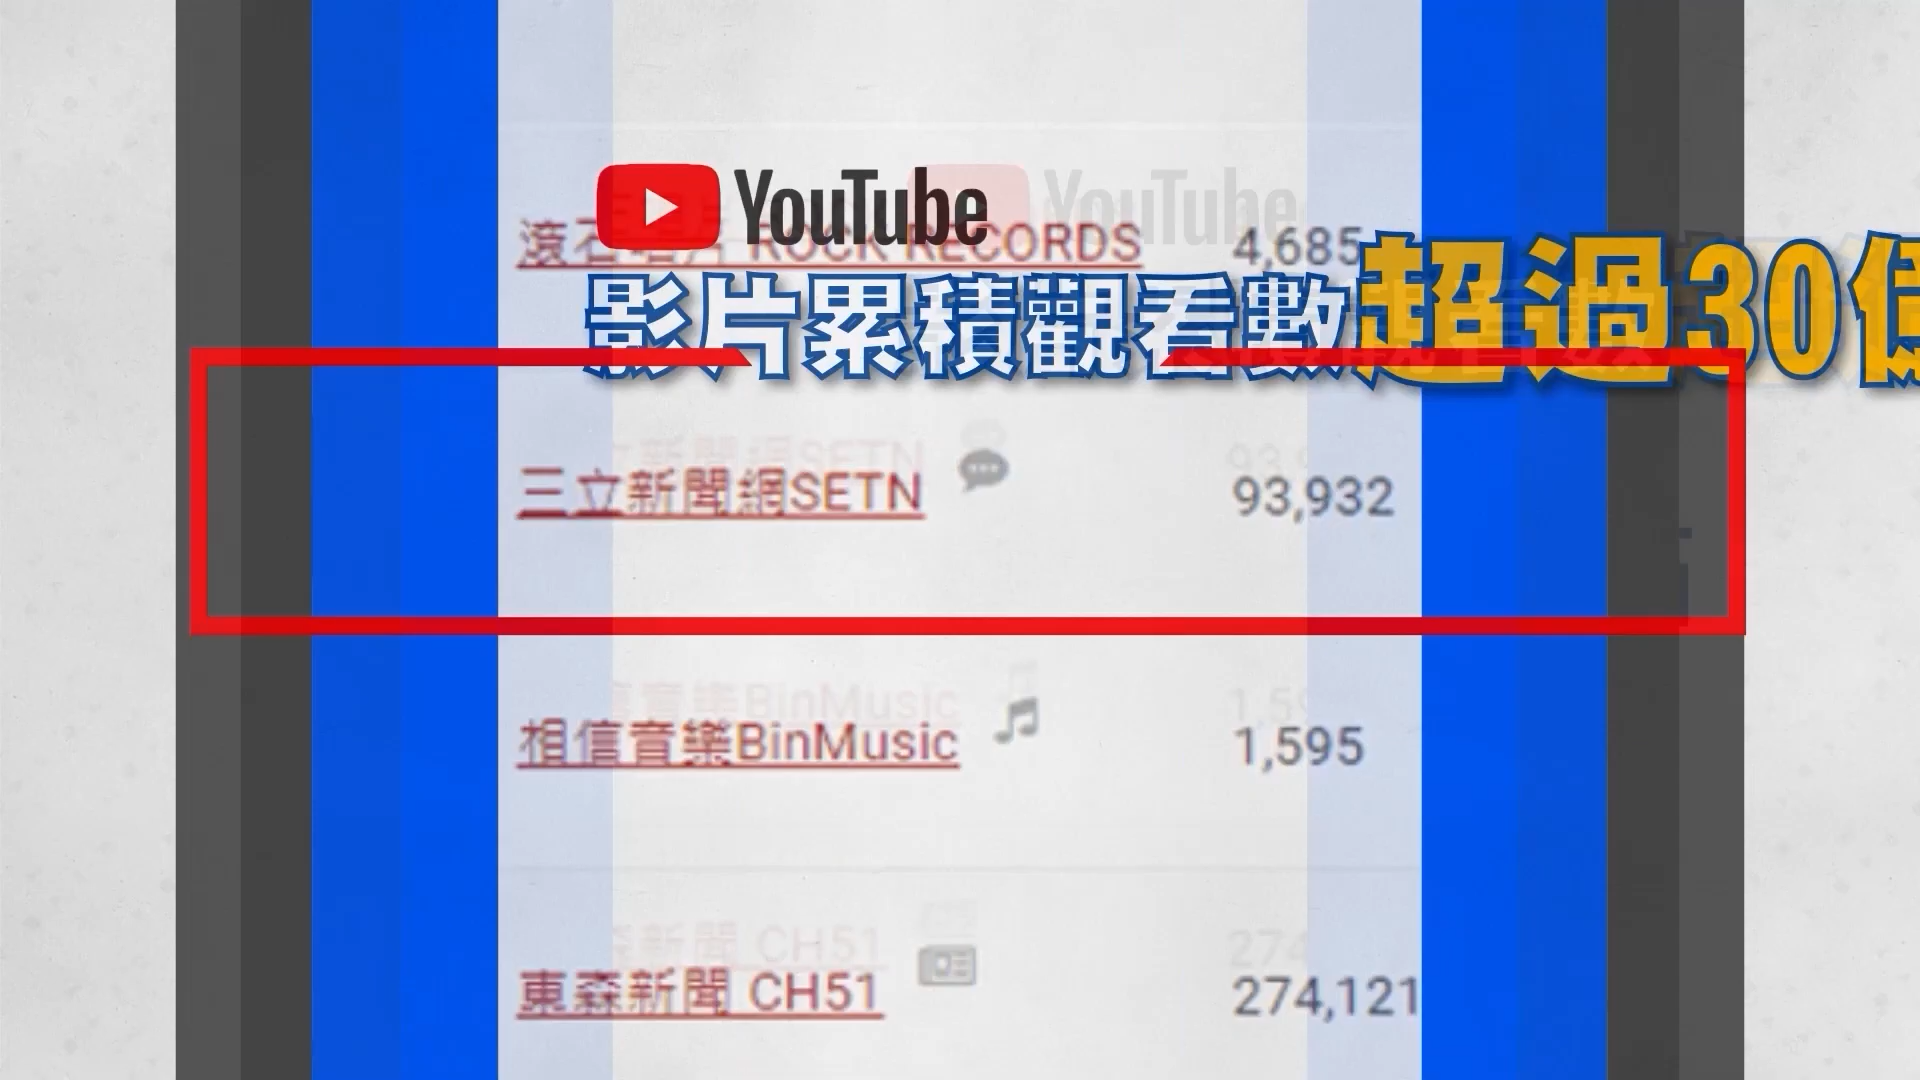 YouTube
滾石唱片 ROCK RECORDS 4,685
影片累積觀看數超過30億
三立新聞網SETN 93,932
相信音樂BinMusic 1,595
東森新聞 CH51 274,121